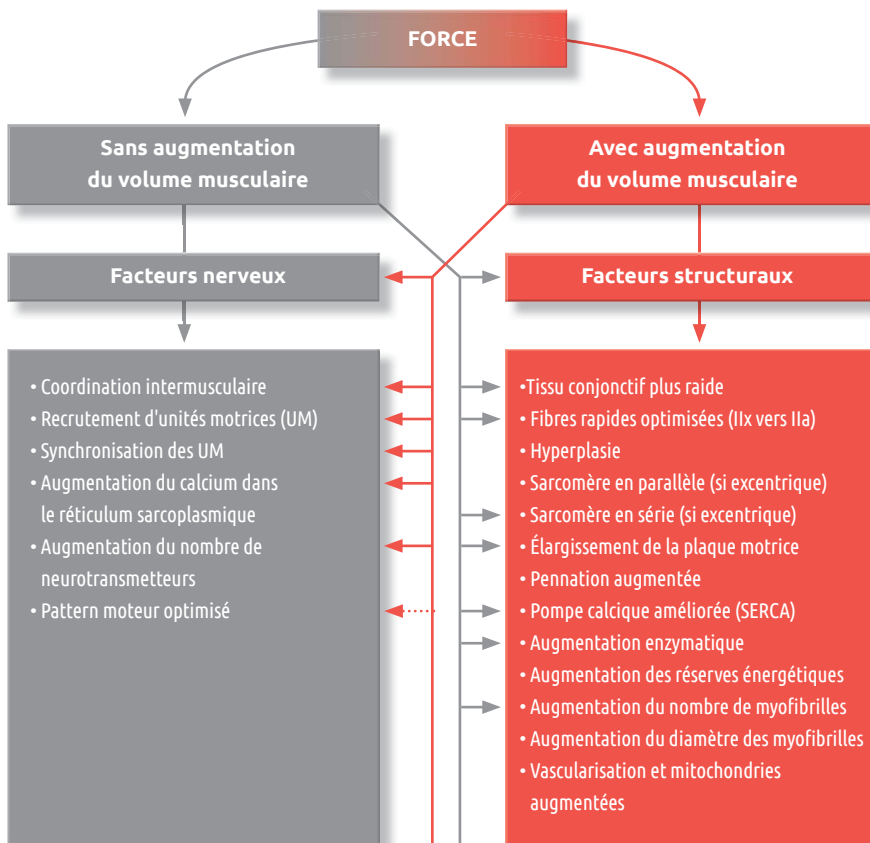 FORCE
Sans augmentation
du volume musculaire
Avec augmentation
du volume musculaire
Facteurs nerveux
Facteurs structuraux
• Coordination intermusculaire
• Recrutement d'unités motrices (UM)
• Synchronisation des UM
• Augmentation du calcium dans
le réticulum sarcoplasmique
• Augmentation du nombre de
neurotransmetteurs
• Pattern moteur optimisé
•Tissu conjonctif plus raide
• Fibres rapides optimisées (IIx vers IIa)
• Hyperplasie
• Sarcomère en parallèle (si excentrique)
• Sarcomère en série (si excentrique)
• Élargissement de la plaque motrice
• Pennation augmentée
• Pompe calcique améliorée (SERCA)
• Augmentation enzymatique
• Augmentation des réserves énergétiques
• Augmentation du nombre de myofibrilles
• Augmentation du diamètre des myofibrilles
• Vascularisation et mitochondries
augmentées